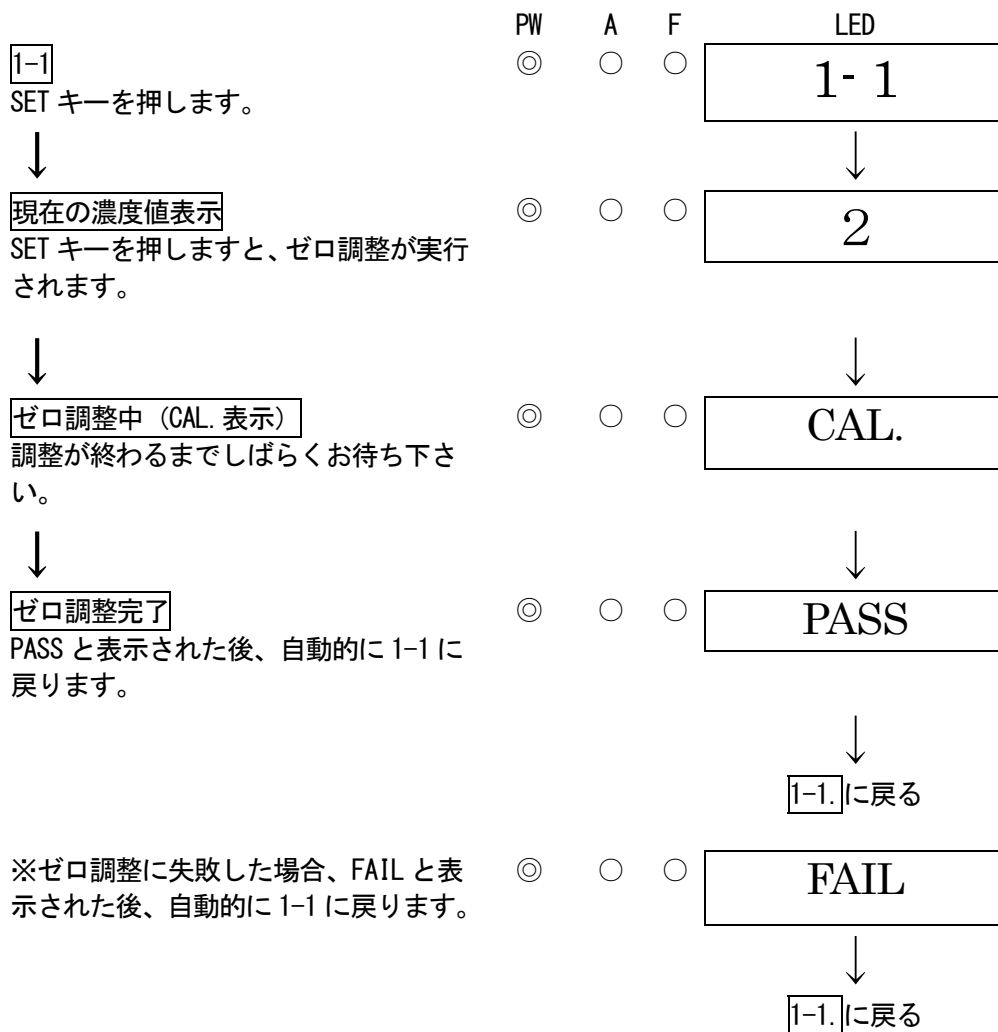 PW A F LED
1-1 ◎ ○ ○ 1- 1
SET キーを押します。
↓ ↓
現在の濃度値表示 ◎ ○ ○ 2
SET キーを押しますと、ゼロ調整が実行
されます。
↓ ↓
ゼロ調整中（CAL.表示） ◎ ○ ○ CAL.
調整が終わるまでしばらくお待ち下さ
い。
↓ ↓
ゼロ調整完了 ◎ ○ ○ PASS
PASS と表示された後、自動的に 1-1 に
戻ります。
↓
1-1.に戻る
※ゼロ調整に失敗した場合、FAIL と表 ◎ ○ ○ FAIL
示された後、自動的に 1-1 に戻ります。
↓
1-1.に戻る